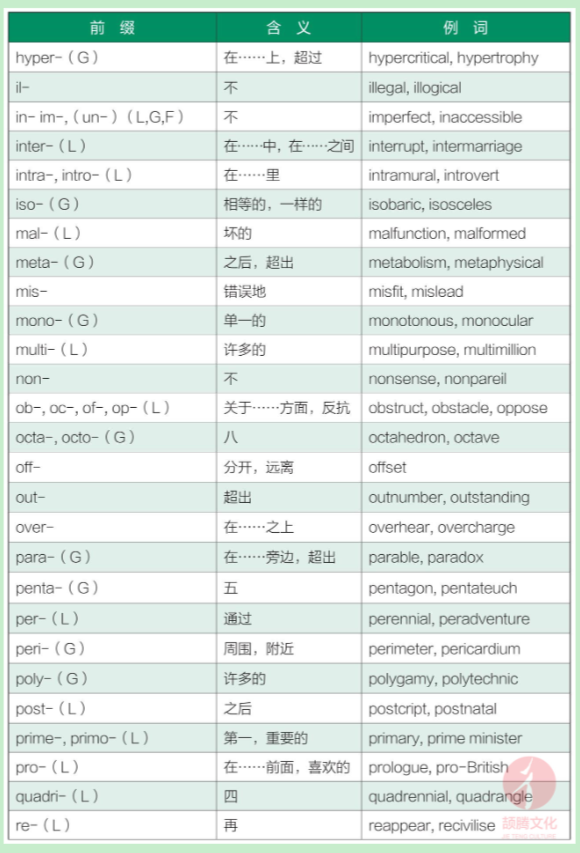 前 缀 含 义 例 词
hyper-（G） 在……上，超过 hypercritical, hypertrophy
il- 不 illegal, illogical
in- im-,（un-）（L,G,F） 不 imperfect, inaccessible
inter-（L） 在……中，在……之间 interrupt, intermarriage
intra-, intro-（L） 在……里 intramural, introvert
iso-（G） 相等的，一样的 isobaric, isosceles
mal-（L） 坏的 malfunction, malformed
meta-（G） 之后，超出 metabolism, metaphysical
mis- 错误地 misfit, mislead
mono-（G） 单一的 monotonous, monocular
multi-（L） 许多的 multipurpose, multimillion
non- 不 nonsense, nonpareil
ob-, oc-, of-, op-（L） 关于……方面，反抗 obstruct, obstacle, oppose
octa-, octo-（G） 八 octahedron, octave
off- 分开，远离 offset
out- 超出 outnumber, outstanding
over- 在……之上 overhear, overcharge
para-（G） 在……旁边，超出 parable, paradox
penta-（G） 五 pentagon, pentateuch
per-（L） 通过 perennial, peradventure
peri-（G） 周围，附近 perimeter, pericardium
poly-（G） 许多的 polygamy, polytechnic
post-（L） 之后 postcript, postnatal
prime-, primo-（L） 第一，重要的 primary, prime minister
pro-（L） 在……前面，喜欢的 prologue, pro-British
quadri-（L） 四 quadrennial, quadrangle
re-（L） 再 reappear, recivilise
颉腾文化
JIE TENG CULTURE